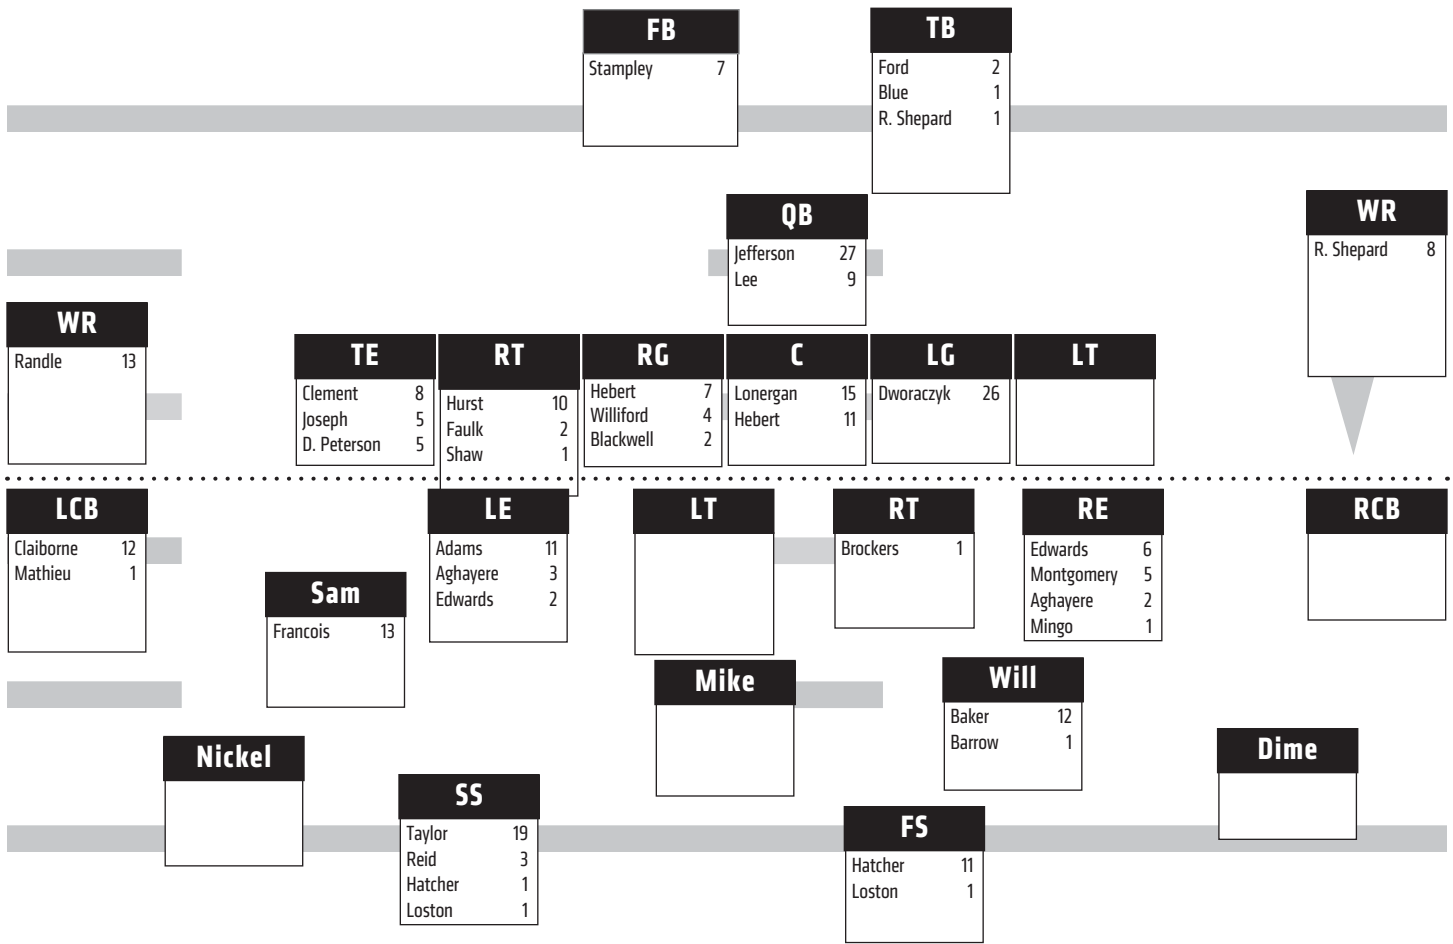 FB
Stampley 7
TB
Ford 2
Blue 1
R. Shepard 1
QB
Jefferson 27
Lee 9
WR
R. Shepard 8
WR
Randle 13
TE
Clement 8
Joseph 5
D. Peterson 5
RT
Hurst 10
Faulk 2
Shaw 1
RG
Hebert 7
Williford 4
Blackwell 2
C
Lonergan 15
Hebert 11
LG
Dworaczyk 26
LT
LCB
Claiborne 12
Mathieu 1
Sam
Francois 13
LE
Adams 11
Aghayere 3
Edwards 2
LT
RT
Brockers 1
RE
Edwards 6
Montgomery 5
Aghayere 2
Mingo 1
RCB
Mike
Will
Baker 12
Barrow 1
Nickel
SS
Taylor 19
Reid 3
Hatcher 1
Loston 1
FS
Hatcher 11
Loston 1
Dime